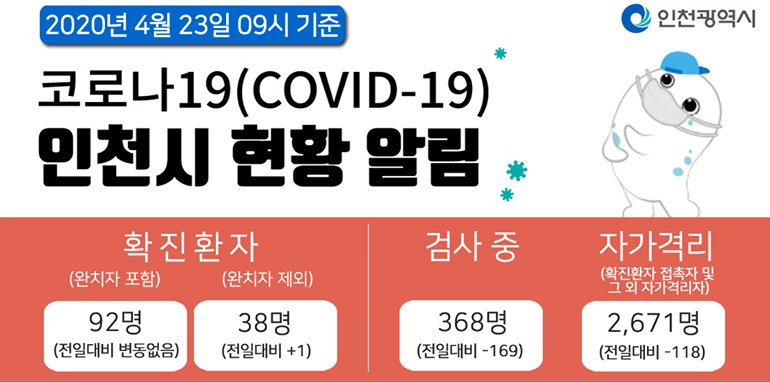 2020년 4월 23일 09시 기준
인천광역시
코로나19(COVID-19)
인천시 현황 알림
확진환자
(완치자 포함) (완치자 제외)
92명
(전일대비 변동없음)
38명
(전일대비 +1)
검사 중
368명
(전일대비 -169)
자가격리
(확진환자 접촉자 및
그 외 자가격리자)
2,671명
(전일대비 -118)